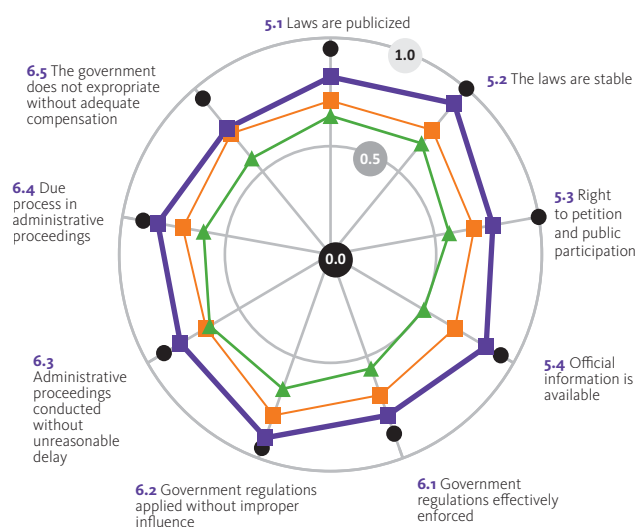 5.1 Laws are publicized
1.0
5.2 The laws are stable
0.5
5.3 Right
to petition
and public
participation
0.0
5.4 Official
information is
available
6.1 Government
regulations effectively
enforced
6.2 Government regulations
applied without improper
influence
6.3
Administrative
proceedings
conducted
without
unreasonable
delay
6.4 Due
process in
administrative
proceedings
6.5 The government
does not expropriate
without adequate
compensation